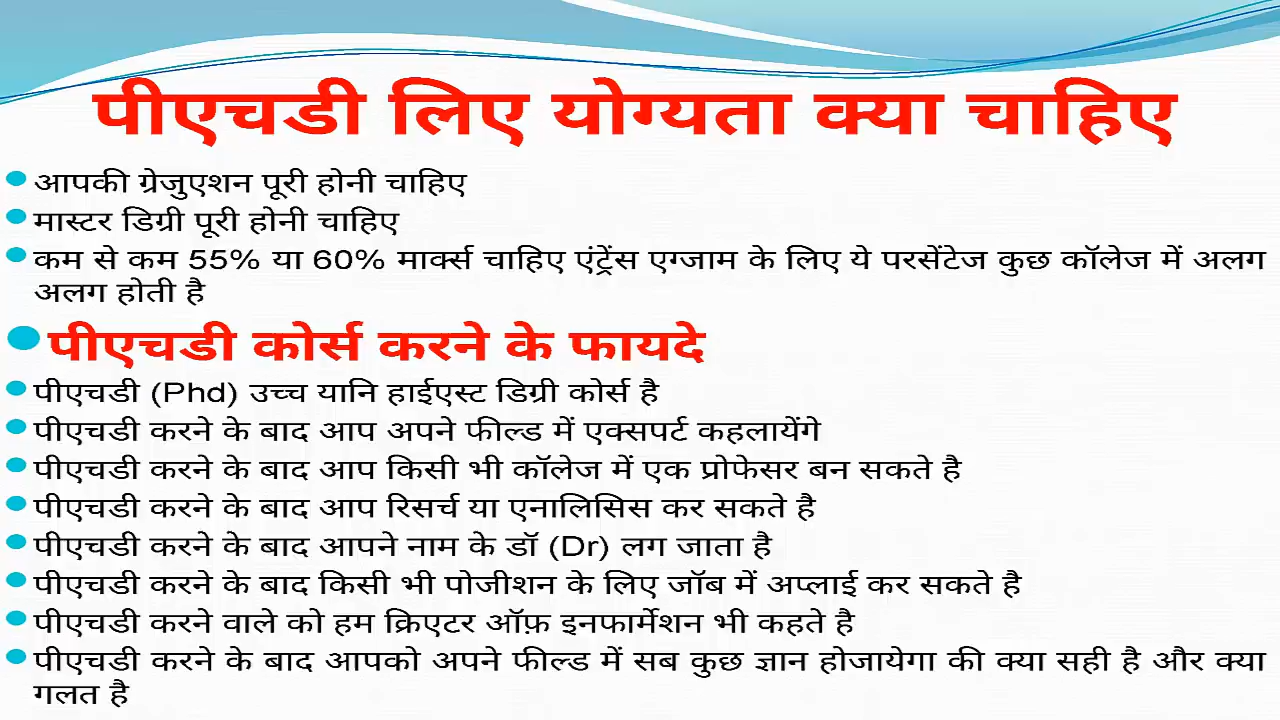 पीएचडी लिए योग्यता क्या चाहिए
आपकी ग्रेजुएशन पूरी होनी चाहिए
मास्टर डिग्री पूरी होनी चाहिए
कम से कम 55% या 60% मार्क्स चाहिए एंट्रेंस एग्जाम के लिए ये परसेंटेज कुछ कॉलेज में अलग
अलग होती है
पीएचडी कोर्स करने के फायदे
पीएचडी (Phd) उच्च यानि हाईएस्ट डिग्री कोर्स है
पीएचडी करने के बाद आप अपने फील्ड में एक्सपर्ट कहलायेंगे
पीएचडी करने के बाद आप किसी भी कॉलेज में एक प्रोफेसर बन सकते है
पीएचडी करने के बाद आप रिसर्च या एनालिसिस कर सकते है
पीएचडी करने के बाद आपने नाम के डॉ (Dr) लग जाता है
पीएचडी करने के बाद किसी भी पोजीशन के लिए जॉब में अप्लाई कर सकते है
पीएचडी करने वाले को हम क्रिएटर ऑफ़ इनफार्मेशन भी कहते है
पीएचडी करने के बाद आपको अपने फील्ड में सब कुछ ज्ञान होजायेगा की क्या सही है और क्या
गलत है